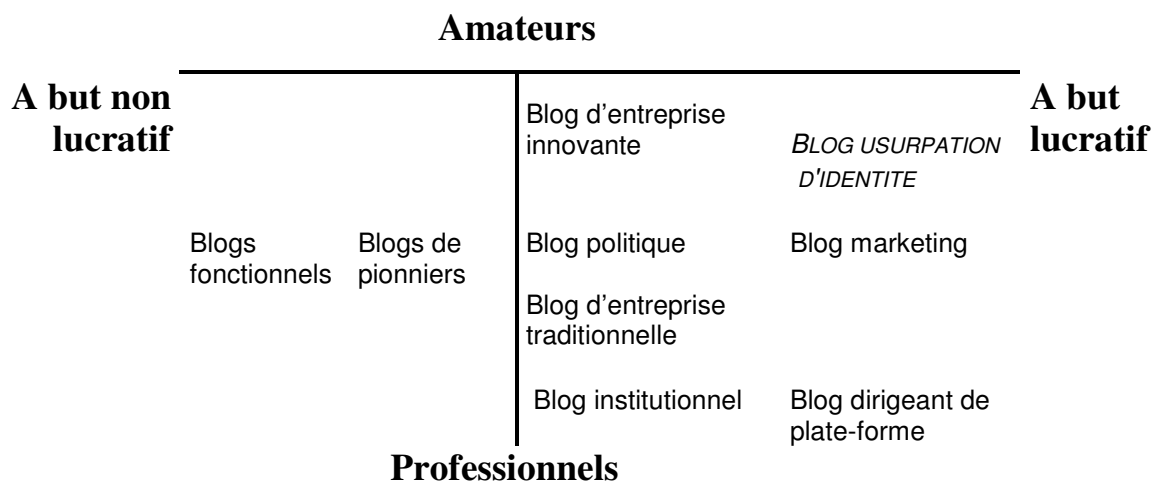 Amateurs
A but non
lucratif
A but
lucratif
Blog d’entreprise
innovante
BLOG USURPATION
D'IDENTITE
Blogs
fonctionnels
Blogs de
pionniers
Blog politique
Blog marketing
Blog d’entreprise
traditionnelle
Blog institutionnel
Blog dirigeant de
plate-forme
Professionnels